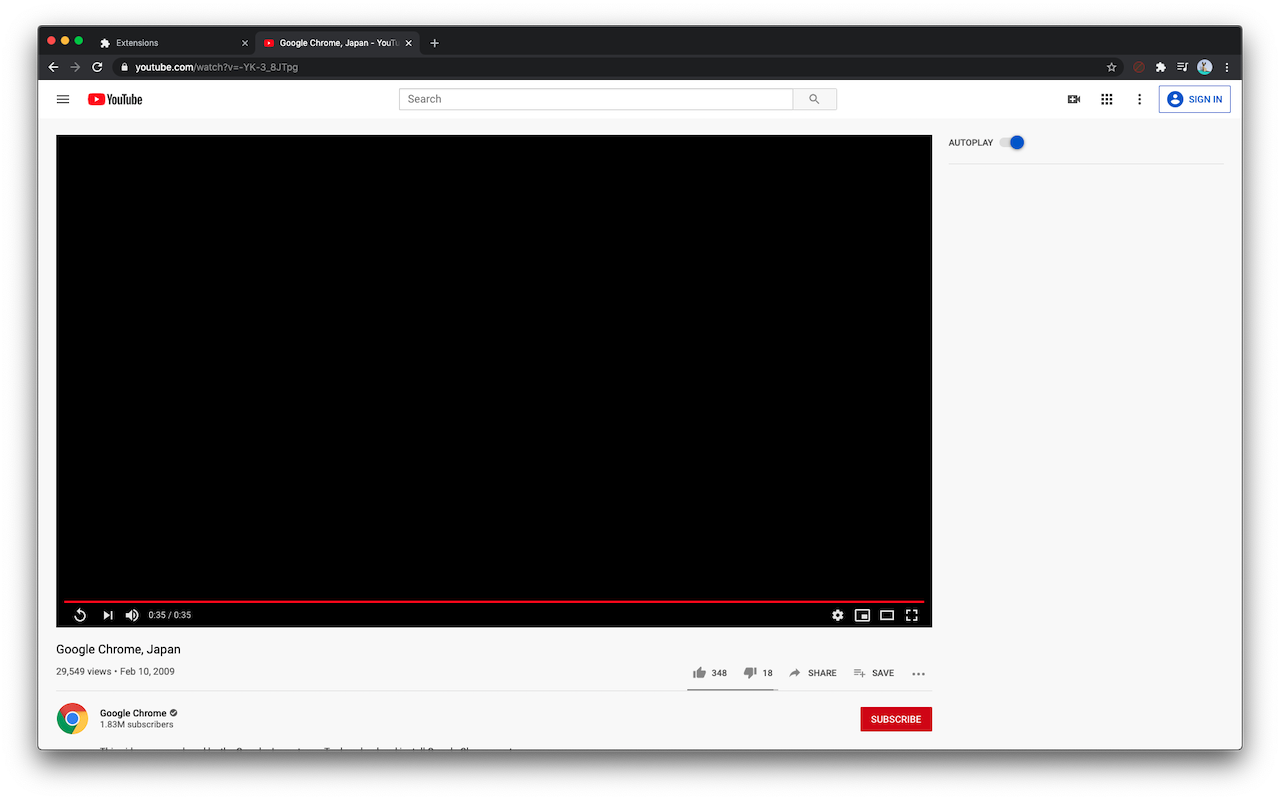 Extensions
Google Chrome, Japan - YouTu
youtube.com/watch?v=-YK-3_8JTpg
YouTube
Search
SIGN IN
AUTOPLAY
0:35 / 0:35
Google Chrome, Japan
29,549 views • Feb 10, 2009
348 18 SHARE SAVE
Google Chrome
1.83M subscribers
SUBSCRIBE